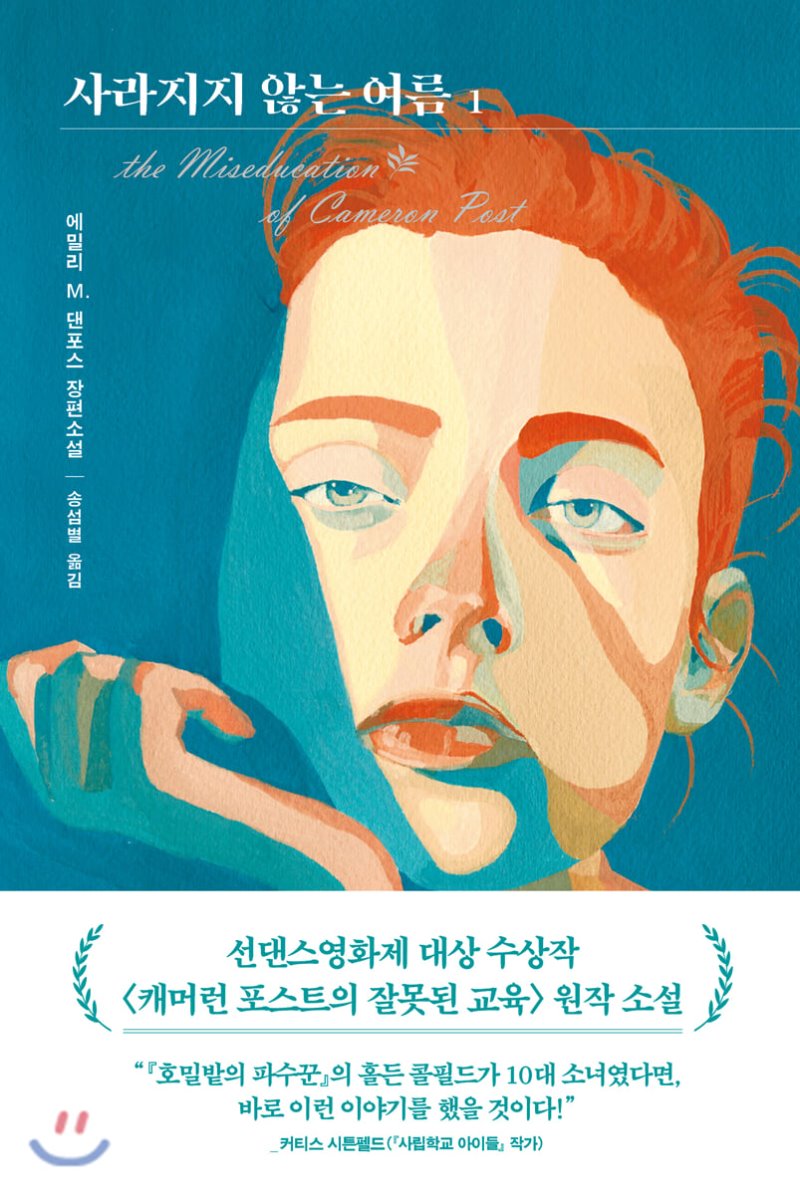 사라지지 않는 여름 1
the Miseducation
of Cameron Post
에밀리 M. 댄포스 장편소설 — 송섬별 옮김
선댄스영화제 대상 수상작
〈캐머런 포스트의 잘못된 교육〉 원작 소설
“『호밀밭의 파수꾼』의 홀든 콜필드가 10대 소녀였다면,
바로 이런 이야기를 했을 것이다!”
_커티스 시튼펠드(『사립학교 아이들』 작가)